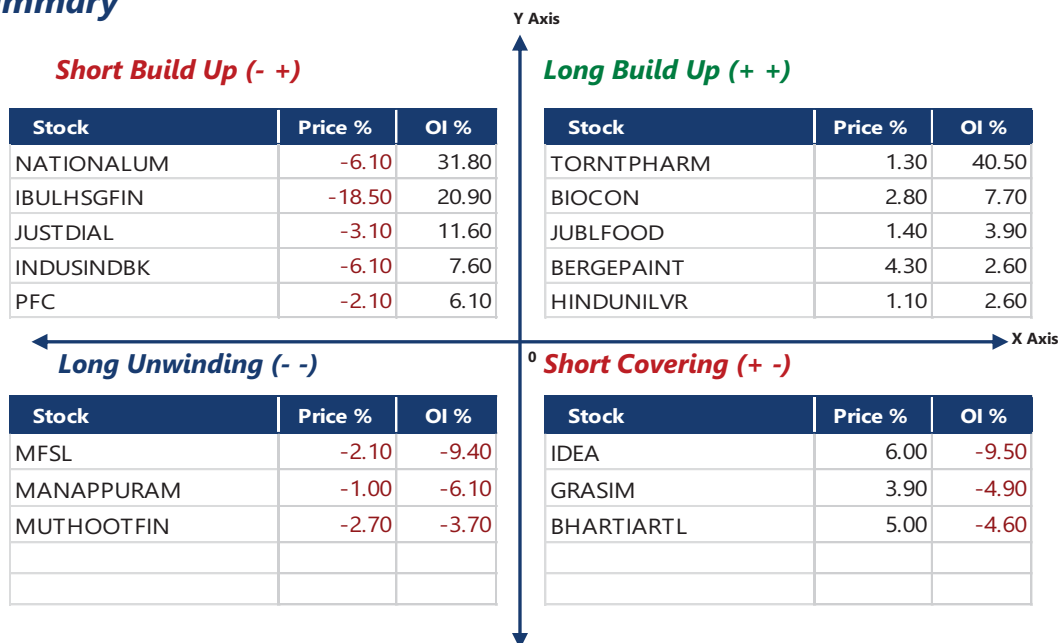 Y Axis
Short Build Up (- +)
Stock Price % OI %
NATIONALUM -6.10 31.80
IBULHSGFIN -18.50 20.90
JUSTDIAL -3.10 11.60
INDUSINDBK -6.10 7.60
PFC -2.10 6.10
Long Build Up (+ +)
Stock Price % OI %
TORNTPHARM 1.30 40.50
BIOCON 2.80 7.70
JUBLFOOD 1.40 3.90
BERGEPAINT 4.30 2.60
HINDUNILVR 1.10 2.60
X Axis
0
Long Unwinding (- -)
Stock Price % OI %
MFSL -2.10 -9.40
MANAPPURAM -1.00 -6.10
MUTHOOTFIN -2.70 -3.70
Short Covering (+ -)
Stock Price % OI %
IDEA 6.00 -9.50
GRASIM 3.90 -4.90
BHARTIARTL 5.00 -4.60